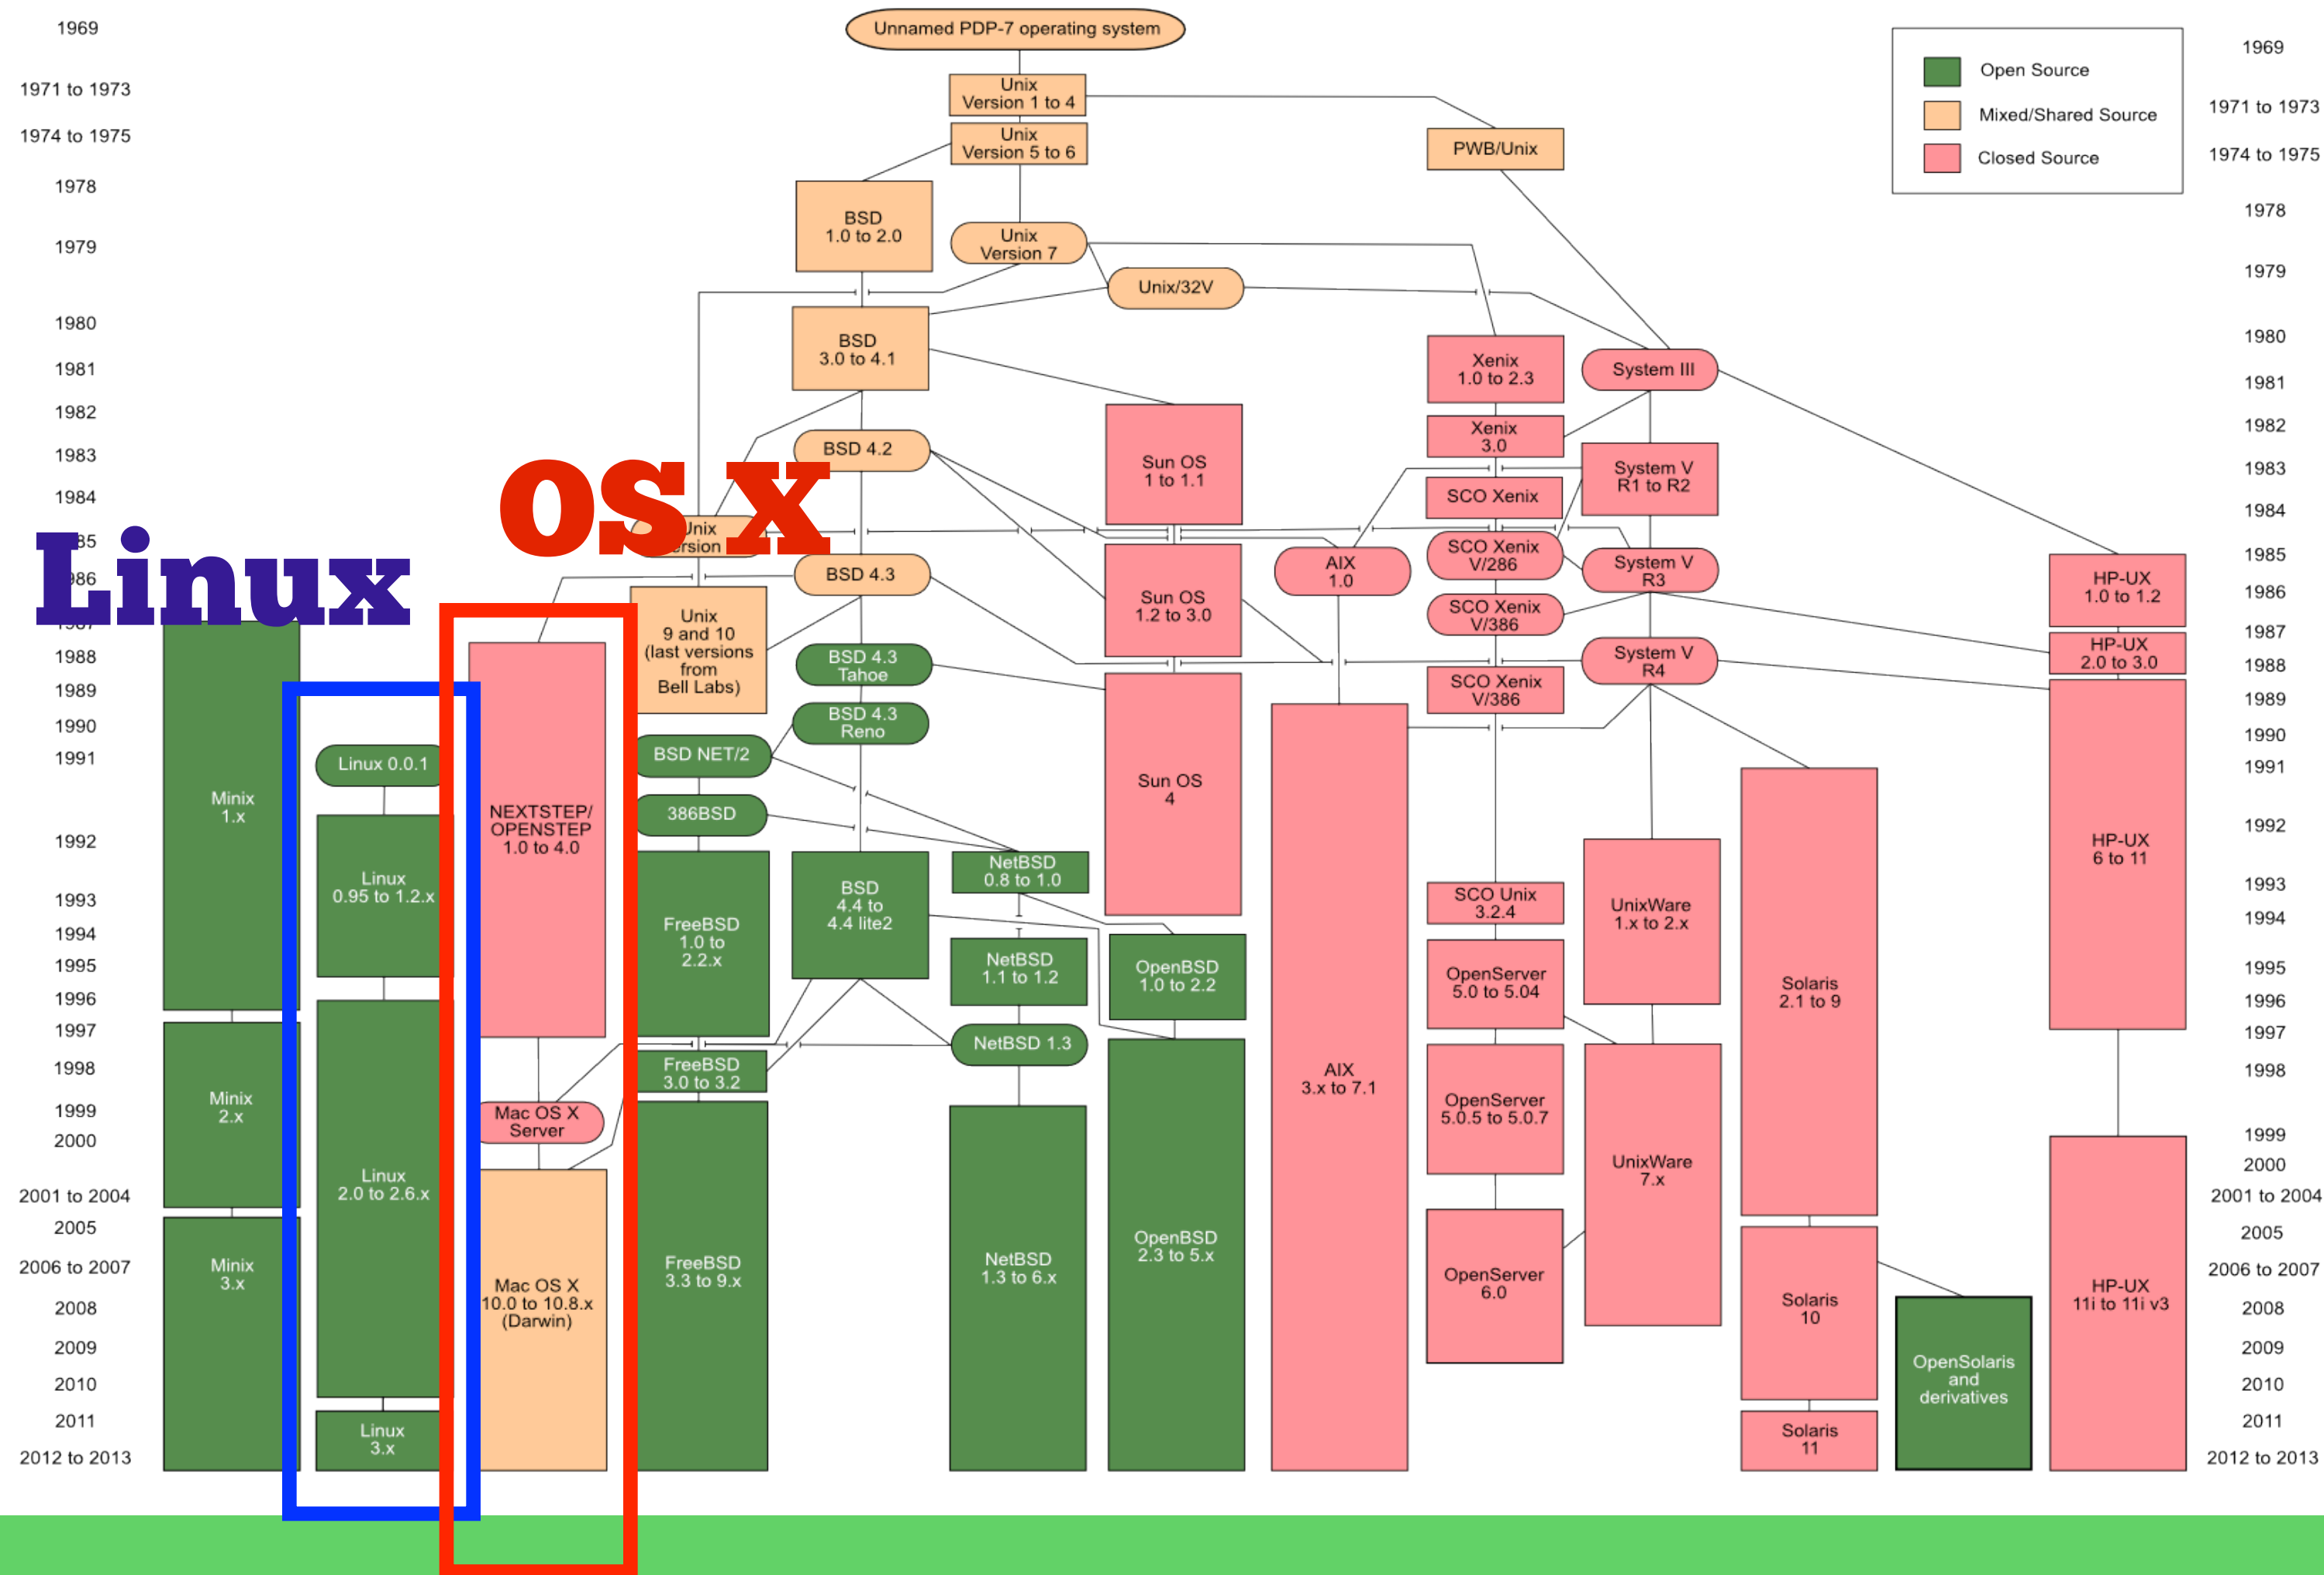 Unnamed PDP-7 operating system
Unix
Version 1 to 4
Unix
Version 5 to 6
PWB/Unix
BSD
1.0 to 2.0
Unix
Version 7
Unix/32V
BSD
3.0 to 4.1
Xenix
1.0 to 2.3
System III
Xenix
3.0
BSD 4.2
Sun OS
1 to 1.1
System V
R1 to R2
SCO Xenix
OS X
Linux
Unix
BSD 4.3
AIX
1.0
SCO Xenix
V/286
System V
R3
HP-UX
1.0 to 1.2
Sun OS
1.2 to 3.0
SCO Xenix
V/386
Unix
9 and 10
(last versions
from
Bell Labs)
BSD 4.3
Tahoe
System V
R4
HP-UX
2.0 to 3.0
SCO Xenix
V/386
BSD 4.3
Reno
BSD NET/2
Linux 0.0.1
Minix
1.x
NEXTSTEP/
OPENSTEP
1.0 to 4.0
386BSD
Sun OS
4
HP-UX
6 to 11
Linux
0.95 to 1.2.x
FreeBSD
1.0 to
2.2.x
BSD
4.4 to
4.4 lite2
NetBSD
0.8 to 1.0
SCO Unix
3.2.4
UnixWare
1.x to 2.x
NetBSD
1.1 to 1.2
OpenBSD
1.0 to 2.2
OpenServer
5.0 to 5.04
Solaris
2.1 to 9
NetBSD 1.3
FreeBSD
3.0 to 3.2
AIX
3.x to 7.1
Minix
2.x
Mac OS X
Server
OpenServer
5.0.5 to 5.0.7
UnixWare
7.x
Linux
2.0 to 2.6.x
Minix
3.x
Mac OS X
10.0 to 10.8.x
(Darwin)
FreeBSD
3.3 to 9.x
NetBSD
1.3 to 6.x
OpenBSD
2.3 to 5.x
OpenServer
6.0
Solaris
10
HP-UX
11i to 11i v3
OpenSolaris
and
derivatives
Linux
3.x
Solaris
11
Open Source
Mixed/Shared Source
Closed Source
1969
1971 to 1973
1974 to 1975
1978
1979
1980
1981
1982
1983
1984
1988
1989
1990
1991
1992
1993
1994
1995
1996
1997
1998
1999
2000
2001 to 2004
2005
2006 to 2007
2008
2009
2010
2011
2012 to 2013
1969
1971 to 1973
1974 to 1975
1978
1979
1980
1981
1982
1983
1984
1985
1986
1987
1988
1989
1990
1991
1992
1993
1994
1995
1996
1997
1998
1999
2000
2001 to 2004
2005
2006 to 2007
2008
2009
2010
2011
2012 to 2013